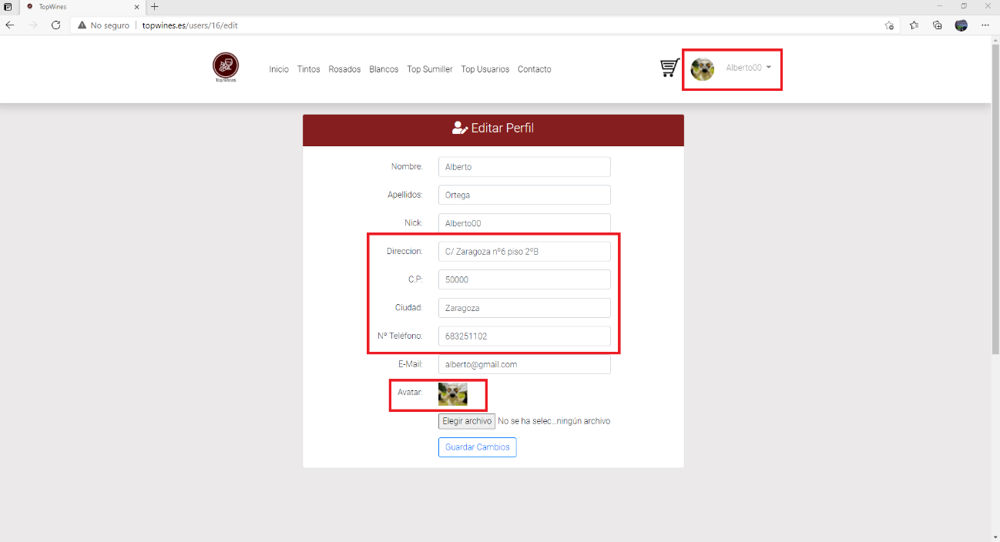 TopWines
No seguro
topwines.es/users/16/edit
TopWines
Inicio Tintos Rosados Blancos Top Sumiller Top Usuarios Contacto
Alberto00
Editar Perfil
Nombre: Alberto
Apellidos: Ortega
Nick: Alberto00
Direccion: C/ Zaragoza nº6 piso 2ºB
C.P: 50000
Ciudad: Zaragoza
Nº Teléfono: 683251102
E-Mail: alberto@gmail.com
Avatar:
Elegir archivo No se ha selec...ningún archivo
Guardar Cambios